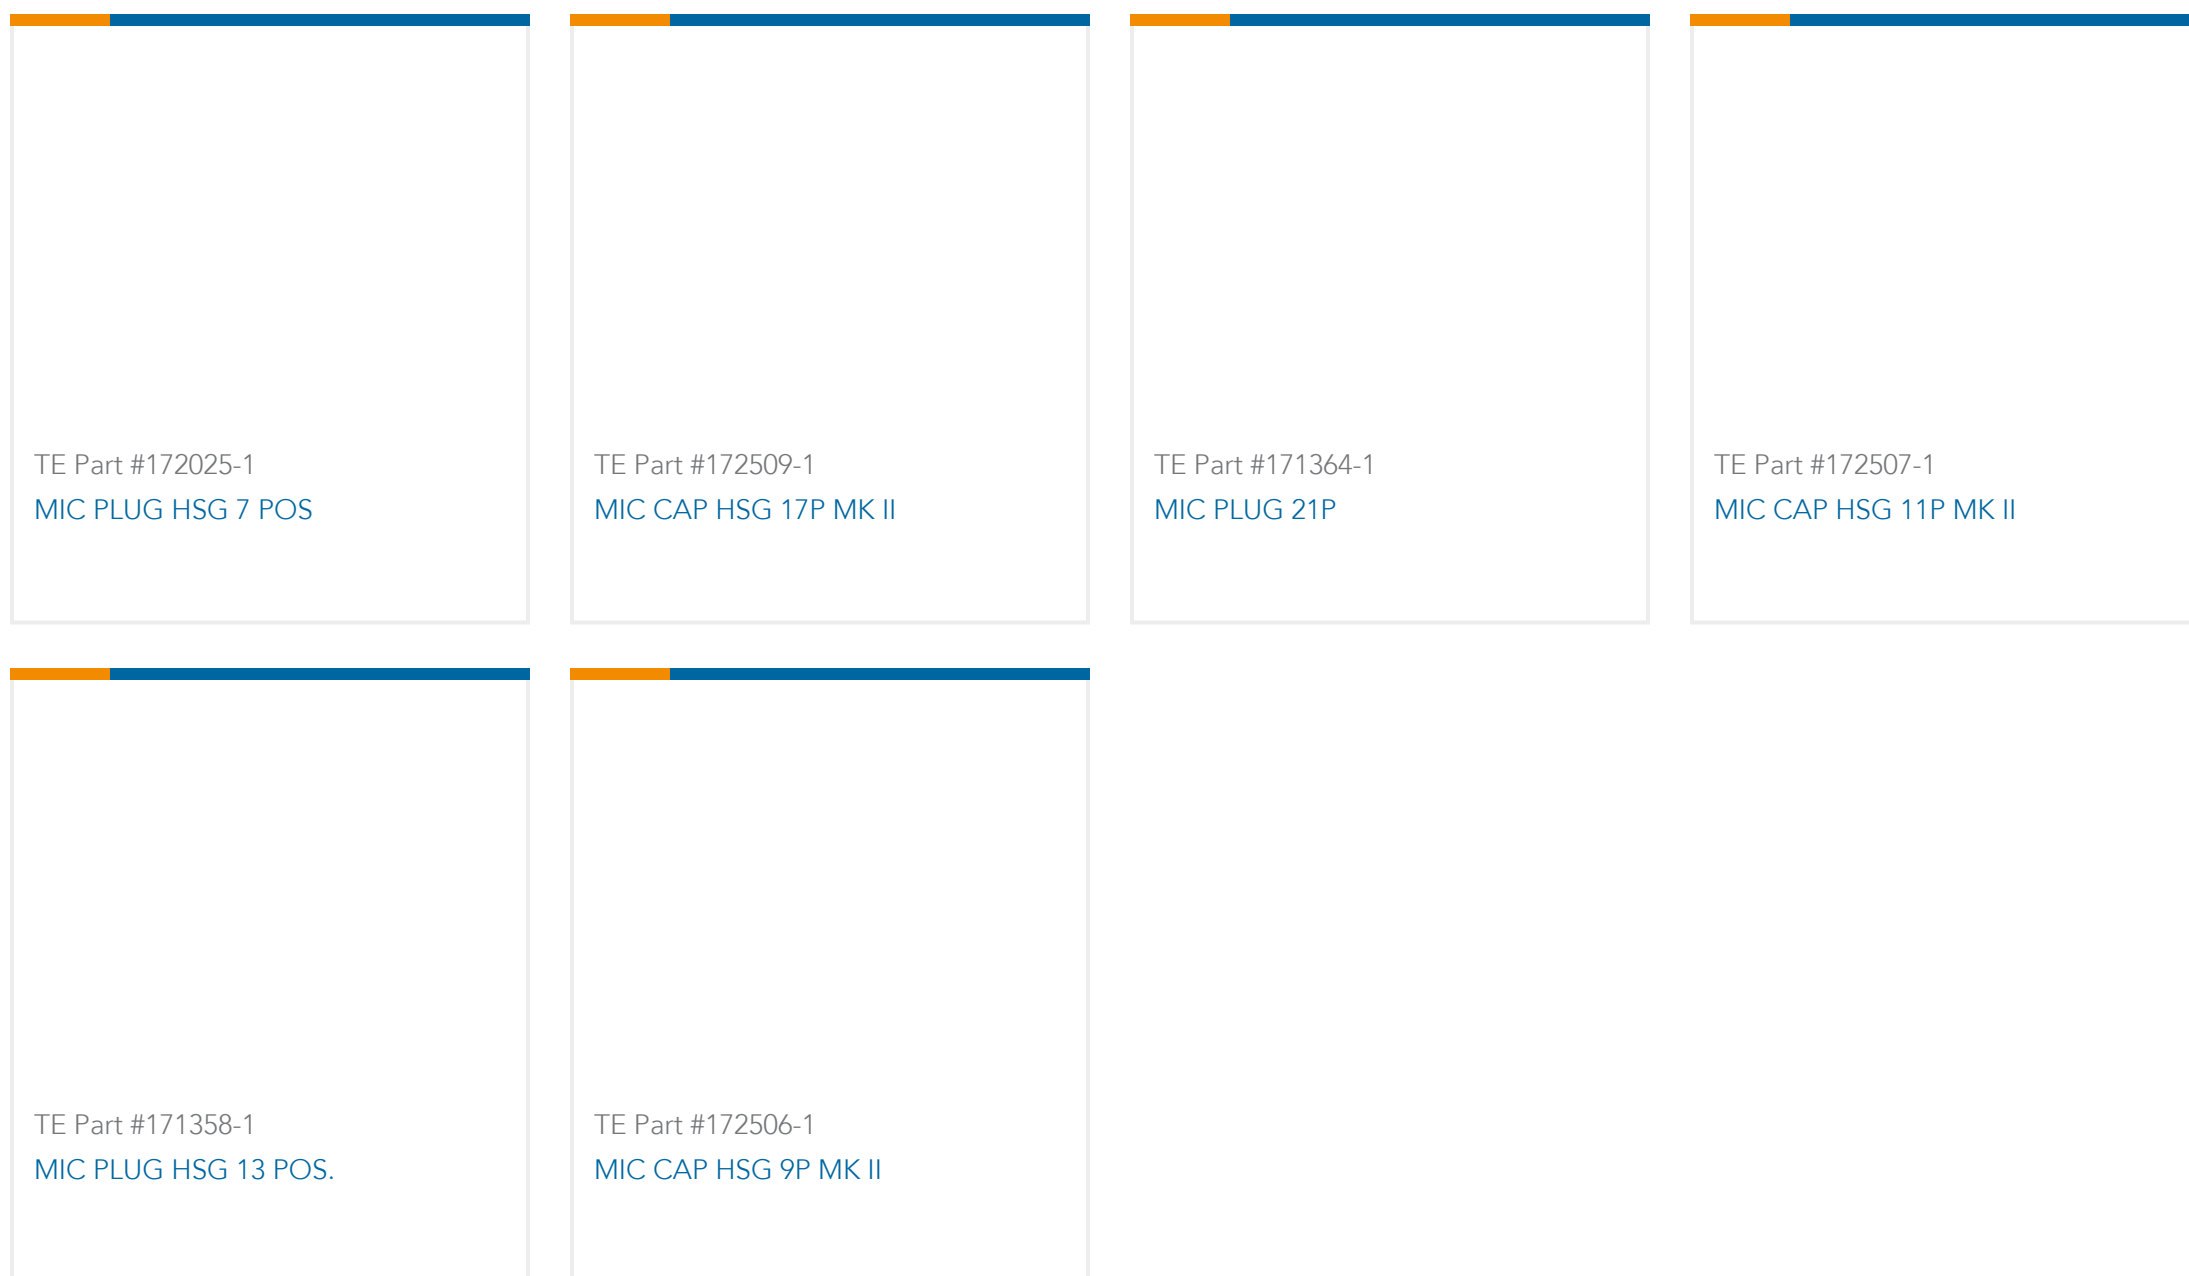 TE Part #172025-1
MIC PLUG HSG 7 POS
TE Part #172509-1
MIC CAP HSG 17P MK II
TE Part #171364-1
MIC PLUG 21P
TE Part #172507-1
MIC CAP HSG 11P MK II
TE Part #171358-1
MIC PLUG HSG 13 POS.
TE Part #172506-1
MIC CAP HSG 9P MK II